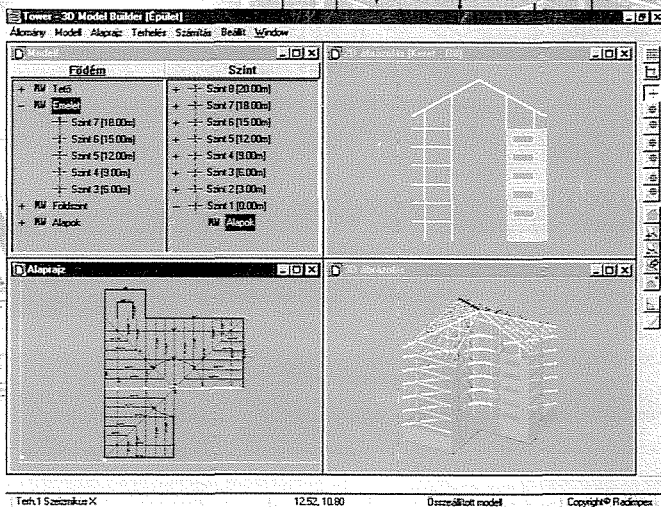 Tower - 3D Model Builder [Épület]
Állomány Modell Alaprajz Terhelés Számítás Beállít Window
Modell
Födém Szint
+ Tető
- Emelet
Szint 7 [18.00m]
Szint 6 [15.00m]
Szint 5 [12.00m]
Szint 4 [9.00m]
Szint 3 [6.00m]
+ Földszint
+ Alapok
+ Szint 8 [20.00m]
+ Szint 7 [18.00m]
+ Szint 6 [15.00m]
+ Szint 5 [12.00m]
+ Szint 4 [9.00m]
+ Szint 3 [6.00m]
+ Szint 2 [3.00m]
- Szint 1 [0.00m]
Alapok
Alaprajz
3D ábrázolás
Terh.1 Szeizmikus X 12.52, 10.80 Összeállított modell Copyright© Radimpex